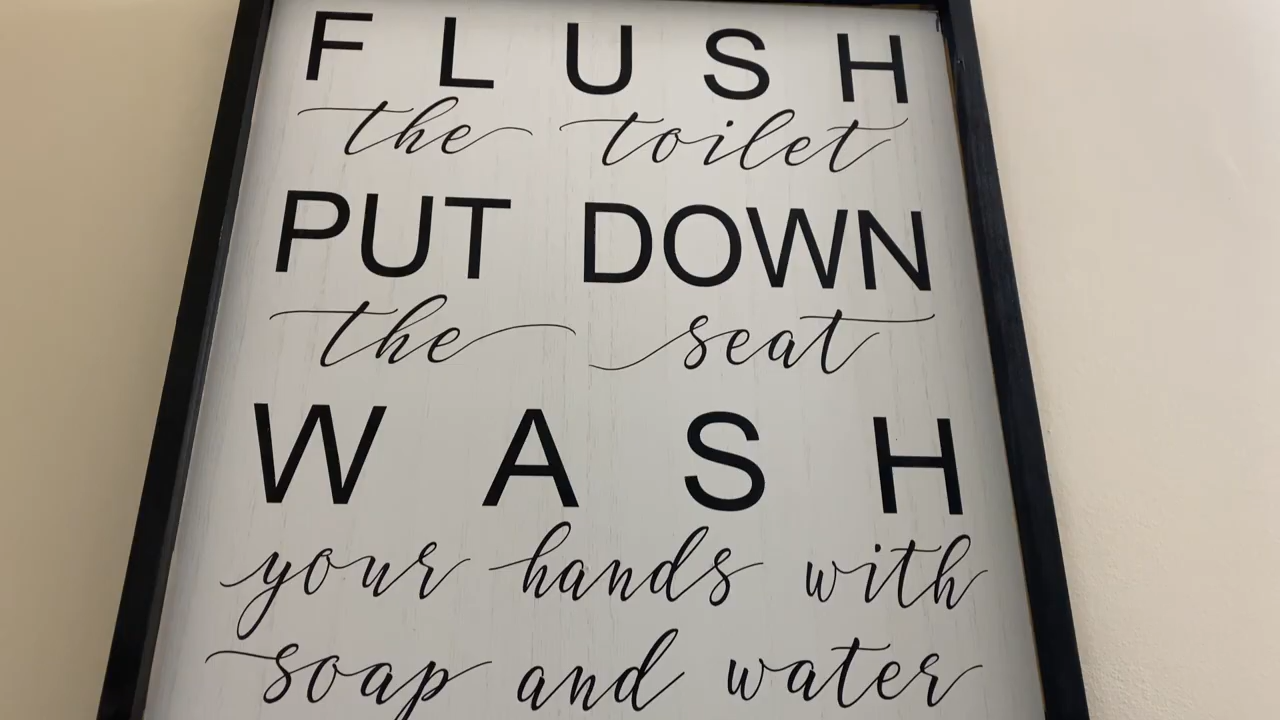 FLUSH
the toilet
PUT DOWN
the seat
WASH
your hands with
soap and water